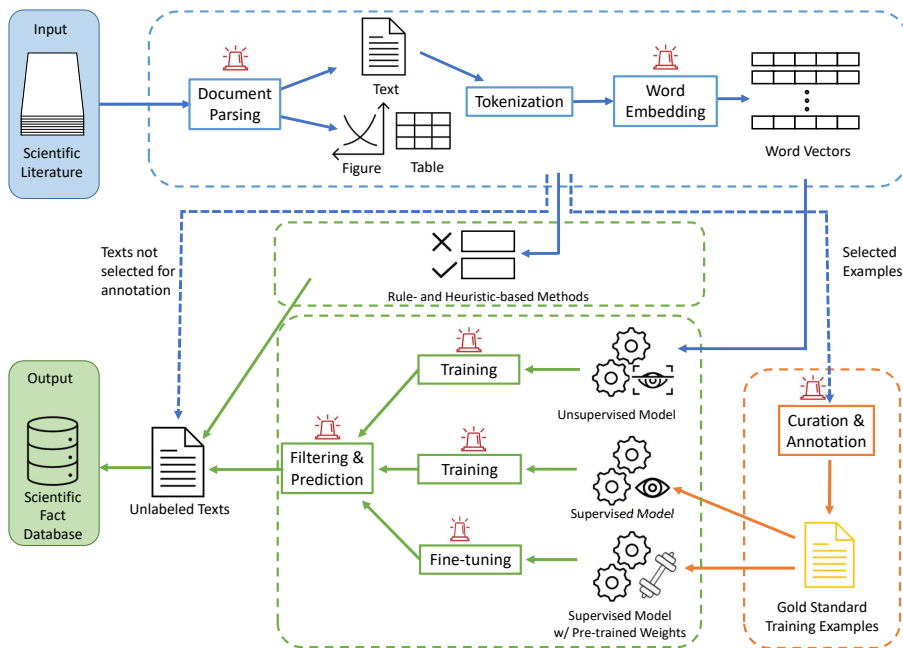 Input
Scientific
Literature
Document
Parsing
Text
Figure
Table
Tokenization
Word
Embedding
Word Vectors
Texts not
selected for
annotation
Rule- and Heuristic-based Methods
Selected
Examples
Output
Scientific
Fact
Database
Unlabeled Texts
Filtering &
Prediction
Training
Unsupervised Model
Training
Supervised Model
Fine-tuning
Supervised Model
w/ Pre-trained Weights
Curation &
Annotation
Gold Standard
Training Examples